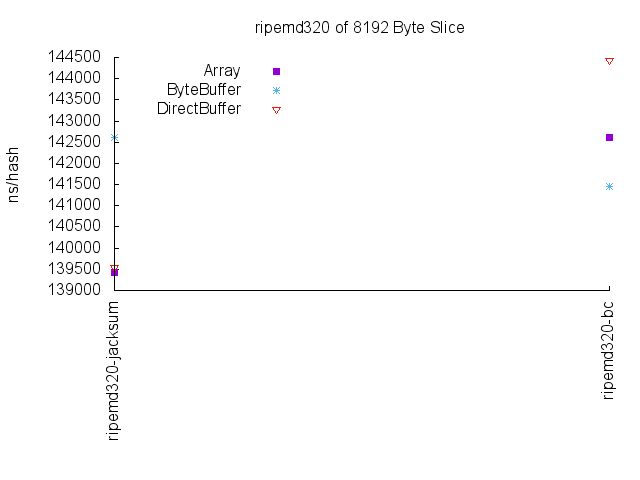 ripemd320 of 8192 Byte Slice
144500
144000
143500
143000
142500
142000
141500
141000
140500
140000
139500
139000
ns/hash
Array
ByteBuffer
DirectBuffer
ripemd320-jacksum
ripemd320-bc